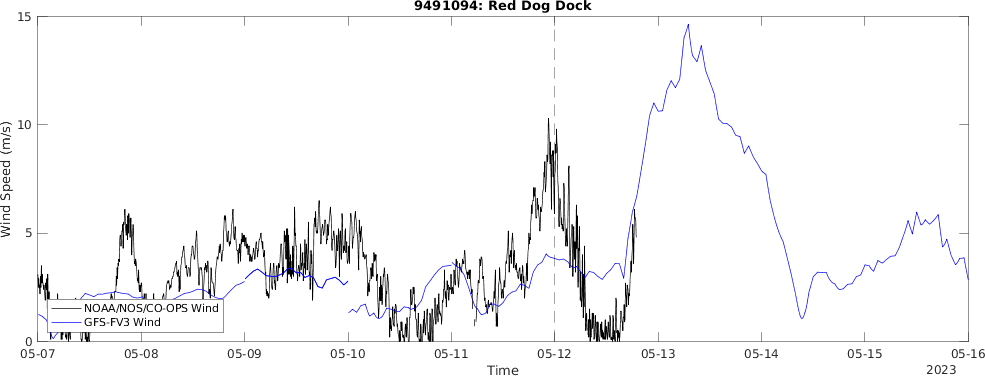 9491094: Red Dog Dock
15
10
5
0
Wind Speed (m/s)
NOAA/NOS/CO-OPS Wind
GFS-FV3 Wind
05-07 05-08 05-09 05-10 05-11 05-12 05-13 05-14 05-15 05-16
Time
2023